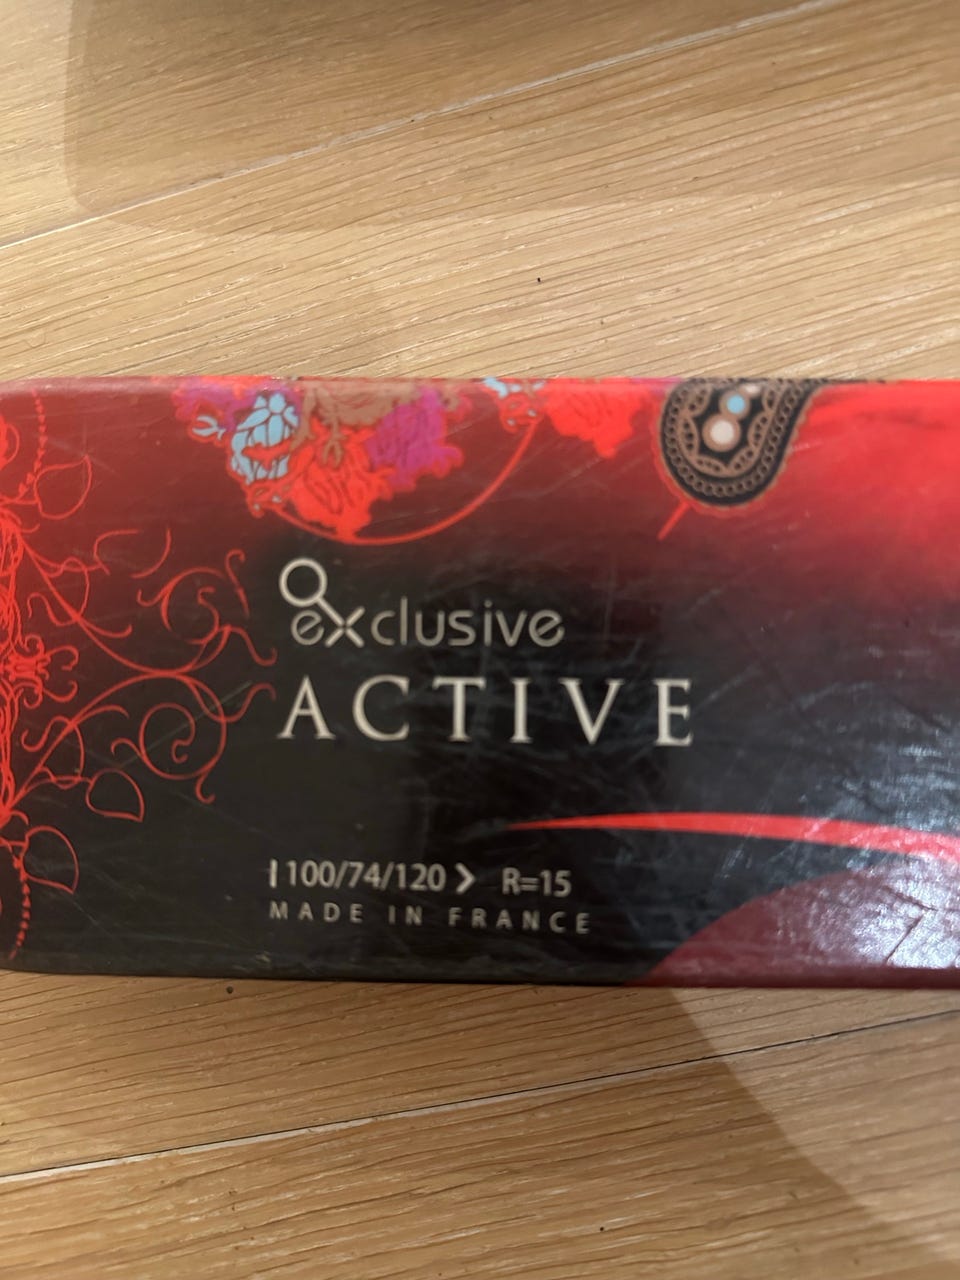 exclusive
ACTIVE
|100/74/120 > R=15
MADE IN FRANCE